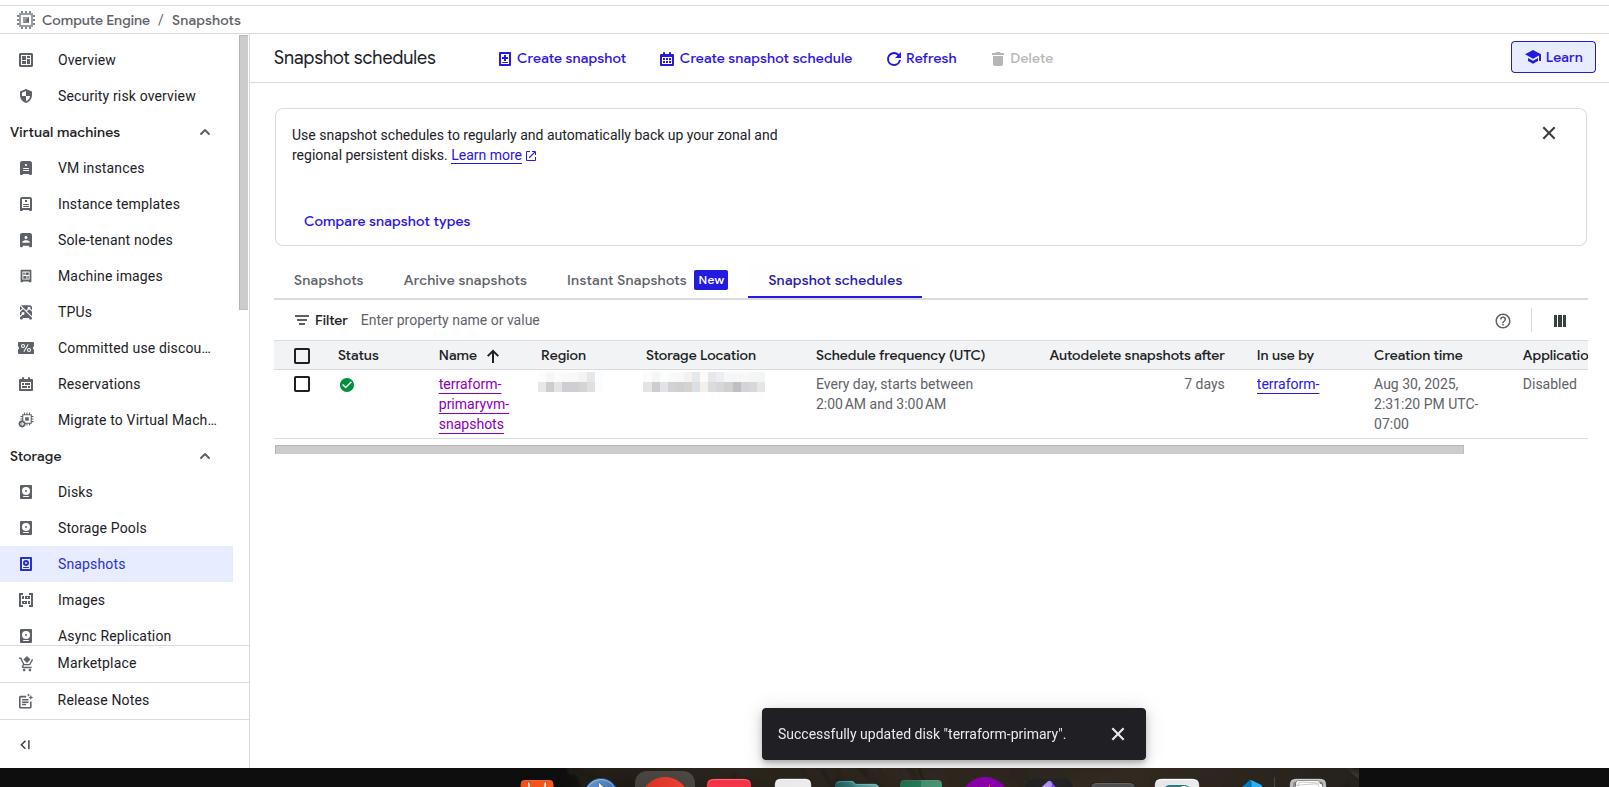 Compute Engine / Snapshots
Overview
Security risk overview
Virtual machines
VM instances
Instance templates
Sole-tenant nodes
Machine images
TPUs
Committed use discou...
Reservations
Migrate to Virtual Mach...
Storage
Disks
Storage Pools
Snapshots
Images
Async Replication
Marketplace
Release Notes
Snapshot schedules
Create snapshot
Create snapshot schedule
Refresh
Delete
Learn
Use snapshot schedules to regularly and automatically back up your zonal and
regional persistent disks. Learn more
Compare snapshot types
Snapshots
Archive snapshots
Instant Snapshots New
Snapshot schedules
Filter Enter property name or value
Status
Name
Region
Storage Location
Schedule frequency (UTC)
Autodelete snapshots after
In use by
Creation time
Applicatio
terraform-
primaryvm-
snapshots
Every day, starts between
2:00 AM and 3:00 AM
7 days
terraform-
Aug 30, 2025,
2:31:20 PM UTC-
07:00
Disabled
Successfully updated disk "terraform-primary".